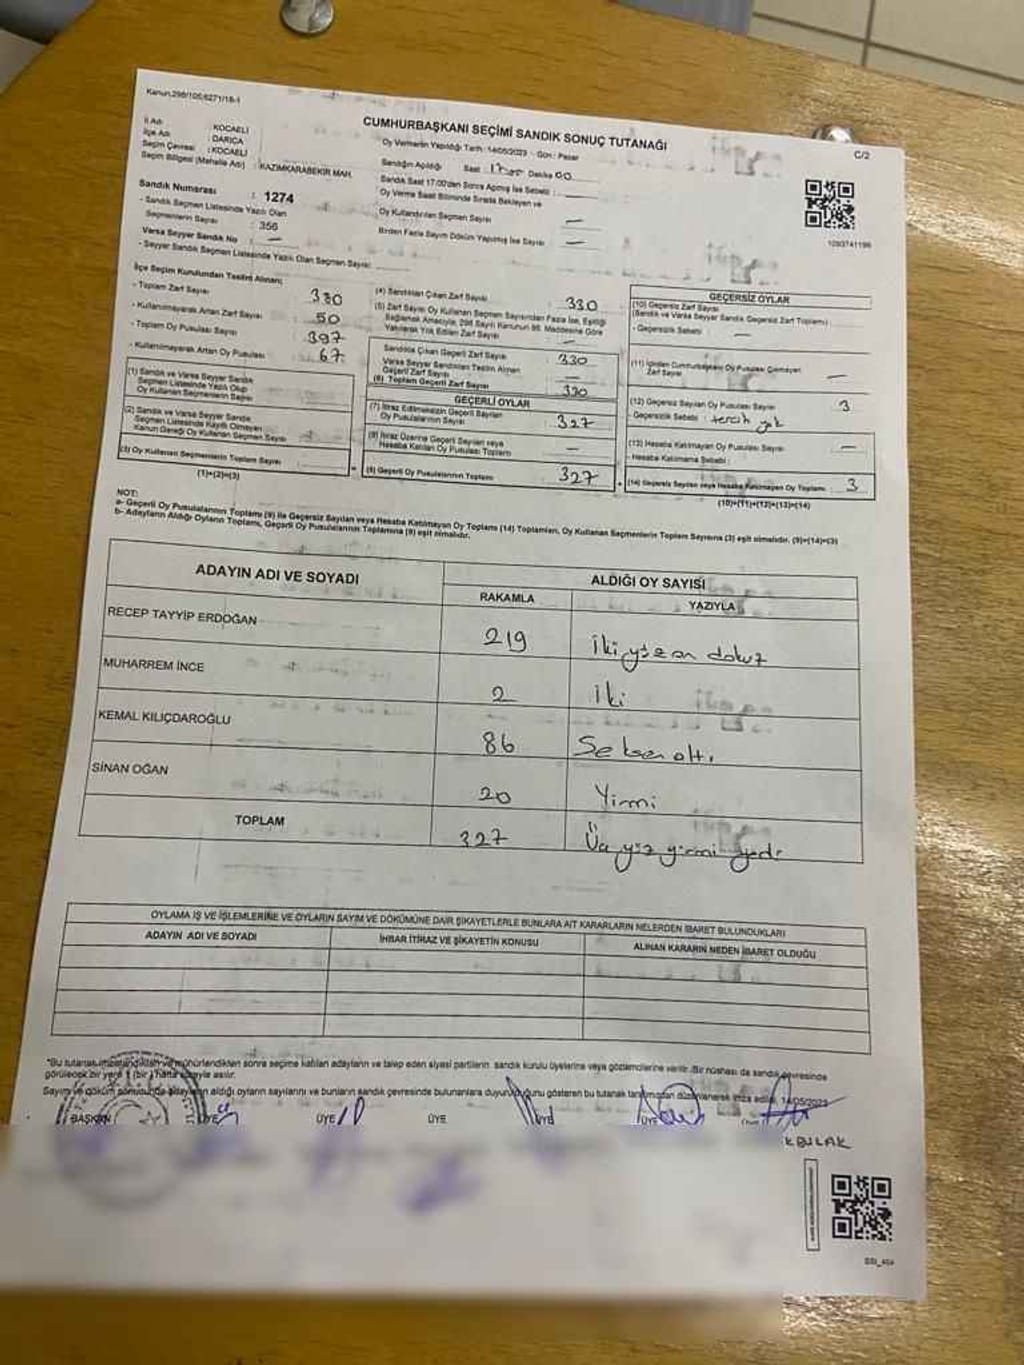 Kanun:298/105,6271/18-1
CUMHURBAŞKANI SEÇİMİ SANDIK SONUÇ TUTANAĞI
C/2
İl Adı : KOCAELİ
İlçe Adı : DARICA
Seçim Çevresi : KOCAELİ
Seçim Bölgesi (Mahalle Adı) : KAZIMKARABEKİR MAH.
Oy Vermenin Yapıldığı Tarih : 14/05/2023 - Gün : Pazar
Sandığın Açıldığı Saat Dakika 00
Sandık Saat 17:00'den Sonra Açılmış İse Sebebi :
Oy Verme Saati Bitiminde Sırada Bekleyen ve
Oy Kullandırılan Seçmen Sayısı —
Birden Fazla Sayım Döküm Yapılmış İse Sayısı —
Sandık Numarası : 1274
- Sandık Seçmen Listesinde Yazılı Olan
Seçmenlerin Sayısı : 356
Varsa Seyyar Sandık No —
- Seyyar Sandık Seçmen Listesinde Yazılı Olan Seçmen Sayısı:
1093741196
İlçe Seçim Kurulundan Teslim Alınan;
- Toplam Zarf Sayısı 380
- Kullanılmayarak Artan Zarf Sayısı 50
- Toplam Oy Pusulası Sayısı 397
- Kullanılmayarak Artan Oy Pusulası 67
(1) Sandık ve Varsa Seyyar Sandık
Seçmen Listesinde Yazılı Olup
Oy Kullanan Seçmenlerin Sayısı
(2) Sandık ve Varsa Seyyar Sandık
Seçmen Listesinde Kayıtlı Olmayan
Kanun Gereği Oy Kullanan Seçmen Sayısı
(3) Oy Kullanan Seçmenlerin Toplam Sayısı
(1)+(2)=(3)
(4) Sandıktan Çıkan Zarf Sayısı 330
(5) Zarf Sayısı Oy Kullanan Seçmen Sayısından Fazla İse, Eşitliği
Sağlamak Amacıyla; 298 Sayılı Kanunun 98. Maddesine Göre
Yakılarak Yok Edilen Zarf Sayısı —
Sandıkta Çıkan Geçerli Zarf Sayısı 330
Varsa Seyyar Sandıktan Teslim Alınan
Geçerli Zarf Sayısı —
(6) Toplam Geçerli Zarf Sayısı 330
GEÇERLİ OYLAR
(7) İtiraz Edilmeksizin Geçerli Sayılan
Oy Pusulalarının Sayısı 327
(8) İtiraz Üzerine Geçerli Sayılan veya
Hesaba Katılan Oy Pusulası Toplamı —
(9) Geçerli Oy Pusulalarının Toplamı 327
GEÇERSİZ OYLAR
(10) Geçersiz Zarf Sayısı
(Sandık ve Varsa Seyyar Sandık Geçersiz Zarf Toplamı)
- Geçersizlik Sebebi : —
(11) İçinden Cumhurbaşkanı Oy Pusulası Çıkmayan
Zarf Sayısı —
(12) Geçersiz Sayılan Oy Pusulası Sayısı 3
- Geçersizlik Sebebi : tercih yok
(13) Hesaba Katılmayan Oy Pusulası Sayısı —
- Hesaba Katılmama Sebebi :
(14) Geçersiz Sayılan veya Hesaba Katılmayan Oy Toplamı 3
(10)+(11)+(12)+(13)=(14)
NOT:
a- Geçerli Oy Pusulalarının Toplamı (9) ile Geçersiz Sayılan veya Hesaba Katılmayan Oy Toplamı (14) Toplamları, Oy Kullanan Seçmenlerin Toplam Sayısına (3) eşit olmalıdır. (9)+(14)=(3)
b- Adayların Aldığı Oyların Toplamı, Geçerli Oy Pusulalarının Toplamına (9) eşit olmalıdır.
ADAYIN ADI VE SOYADI ALDIĞI OY SAYISI
RAKAMLA YAZIYLA
RECEP TAYYİP ERDOĞAN 219 İki yüz on dokuz
MUHARREM İNCE 2 İki
KEMAL KILIÇDAROĞLU 86 Seksen altı
SİNAN OĞAN 20 Yirmi
TOPLAM 327 Üç yüz yirmi yedi
OYLAMA İŞ VE İŞLEMLERİNE VE OYLARIN SAYIM VE DÖKÜMÜNE DAİR ŞİKAYETLERLE BUNLARA AİT KARARLARIN NELERDEN İBARET BULUNDUKLARI
ADAYIN ADI VE SOYADI İHBAR İTİRAZ VE ŞİKAYETİN KONUSU ALINAN KARARIN NEDEN İBARET OLDUĞU
*Bu tutanak imzalandıktan ve mühürlendikten sonra seçime katılan adayların ve talep eden siyasi partilerin sandık kurulu üyelerine veya gözlemcilerine verilir. Bir nüshası da sandık çevresinde
görülecek bir yere 1 (bir) hafta süreyle asılır.
Sayım ve döküm sonucunda adayların aldığı oyların sayılarını ve bunların sandık çevresinde bulunanlara duyurulduğunu gösteren bu tutanak tarafımızdan düzenlenerek imza edildi. 14/05/2023
BAŞKAN ÜYE ÜYE ÜYE ÜYE ÜYE